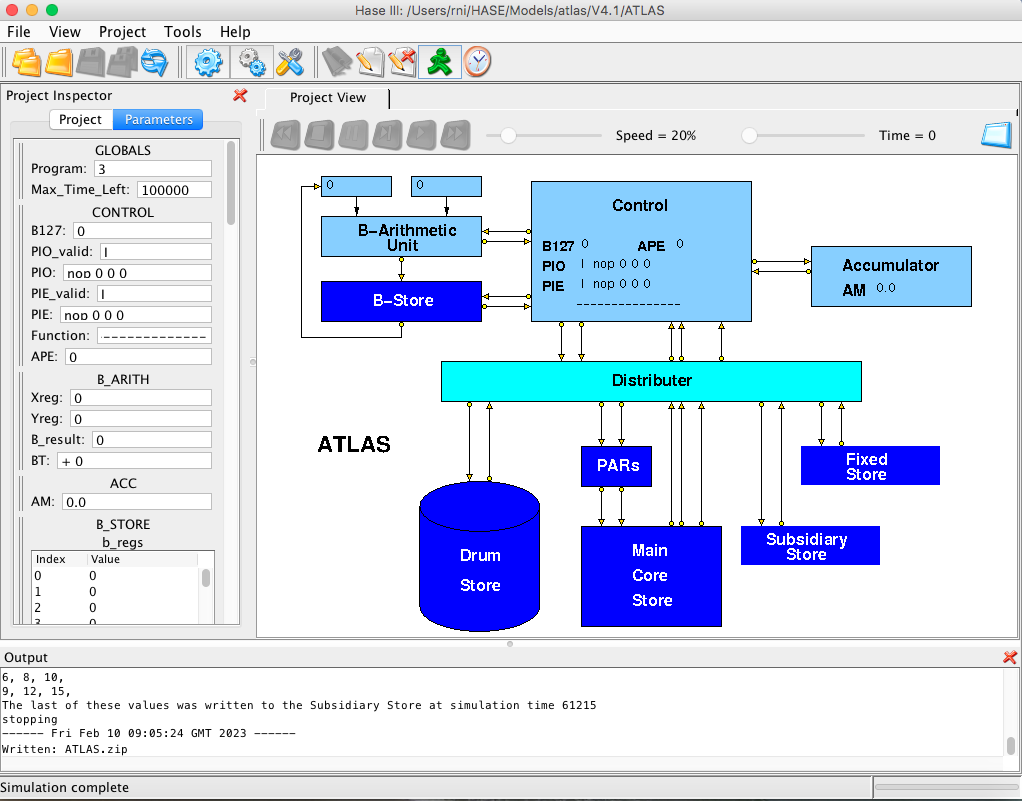 Hase III: /Users/rni/HASE/Models/atlas/V4.1/ATLAS
File View Project Tools Help
Project Inspector
Project Parameters
GLOBALS
Program: 3
Max_Time_Left: 100000
CONTROL
B127: 0
PIO_valid: I
PIO: nop 0 0 0
PIE_valid: I
PIE: nop 0 0 0
Function: -------------
APE: 0
B_ARITH
Xreg: 0
Yreg: 0
B_result: 0
BT: + 0
ACC
AM: 0.0
B_STORE
b_regs
Index Value
0 0
1 0
2 0
3 0
Project View
Speed = 20% Time = 0
0 0
B-Arithmetic
Unit
B-Store
Control
B127 0 APE 0
PIO I nop 0 0 0
PIE I nop 0 0 0
---------------
Accumulator
AM 0.0
Distributer
ATLAS
PARs
Fixed
Store
Drum
Store
Main
Core
Store
Subsidiary
Store
Output
6, 8, 10,
9, 12, 15,
The last of these values was written to the Subsidiary Store at simulation time 61215
stopping
------ Fri Feb 10 09:05:24 GMT 2023 ------
Written: ATLAS.zip
Simulation complete